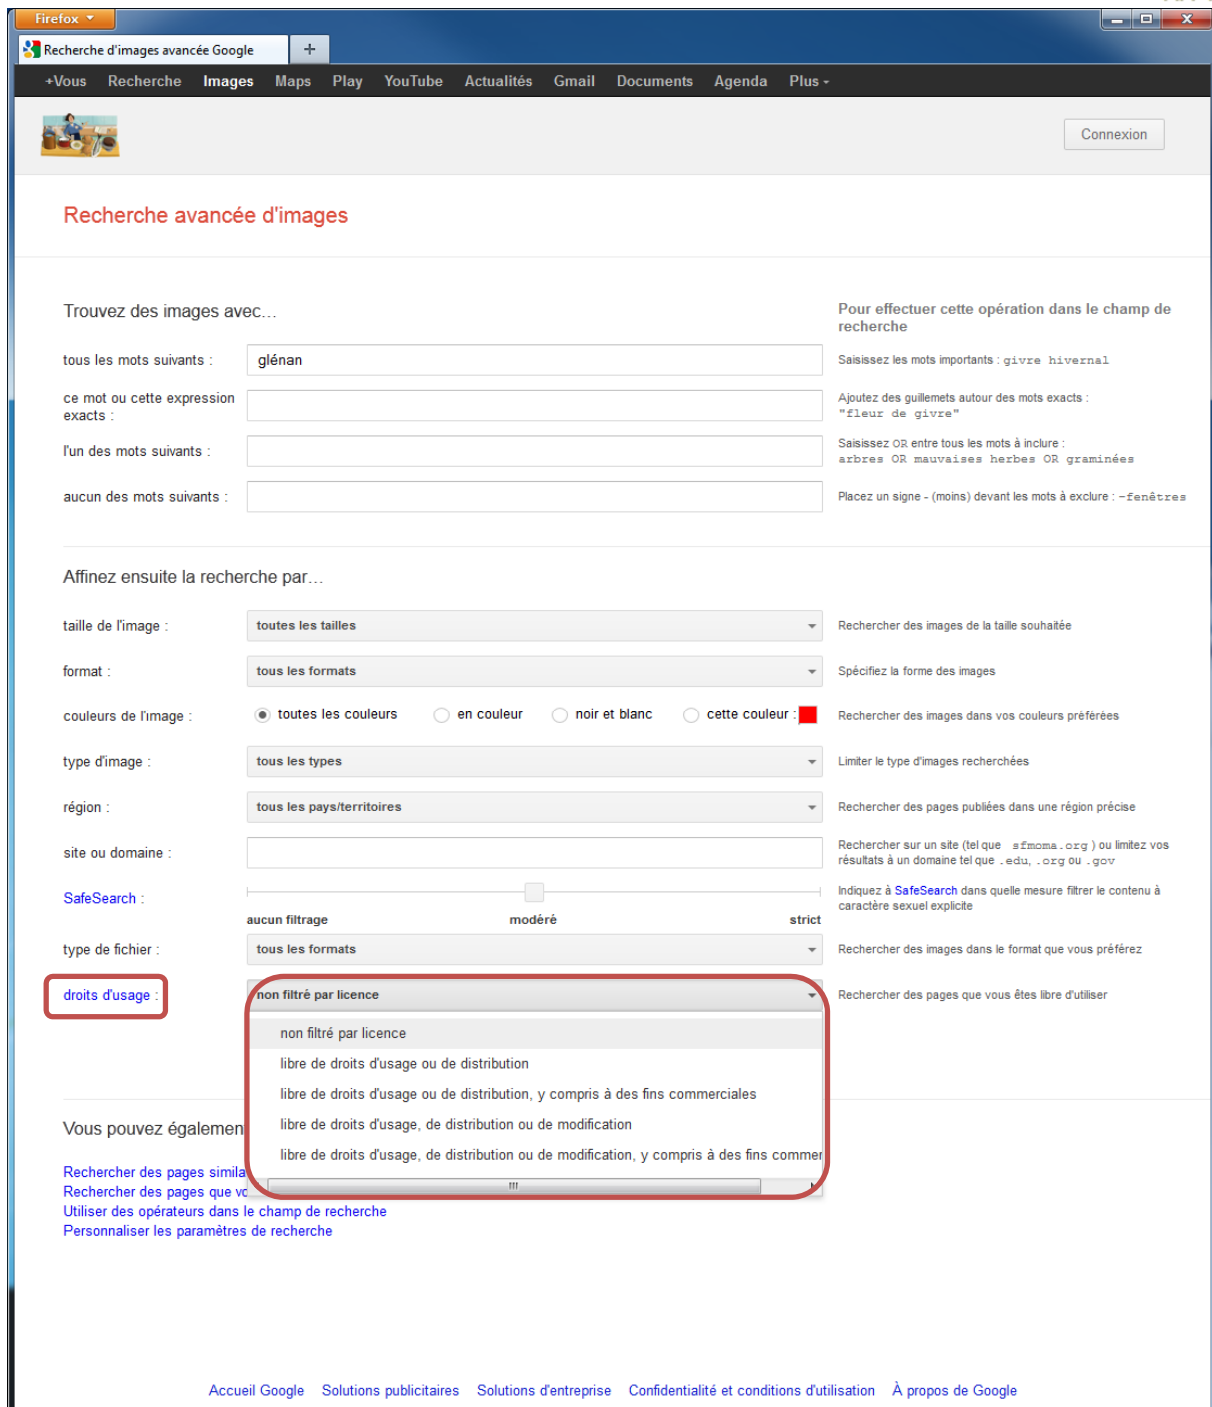 Firefox
Recherche d'images avancée Google
+Vous Recherche Images Maps Play YouTube Actualités Gmail Documents Agenda Plus
Connexion
Recherche avancée d'images
Trouvez des images avec...
Pour effectuer cette opération dans le champ de
recherche
tous les mots suivants :
glénan
Saisissez les mots importants : givre hivernal
ce mot ou cette expression
exacts :
Ajoutez des guillemets autour des mots exacts :
"fleur de givre"
l'un des mots suivants :
Saisissez OR entre tous les mots à inclure :
arbres OR mauvaises herbes OR graminées
aucun des mots suivants :
Placez un signe - (moins) devant les mots à exclure : -fenêtres
Affinez ensuite la recherche par...
taille de l'image :
toutes les tailles
Rechercher des images de la taille souhaitée
format :
tous les formats
Spécifiez la forme des images
couleurs de l'image :
toutes les couleurs en couleur noir et blanc cette couleur :
Rechercher des images dans vos couleurs préférées
type d'image :
tous les types
Limiter le type d'images recherchées
région :
tous les pays/territoires
Rechercher des pages publiées dans une région précise
site ou domaine :
Rechercher sur un site (tel que sfmoma.org ) ou limitez vos
résultats à un domaine tel que .edu, .org ou .gov
SafeSearch :
aucun filtrage modéré strict
Indiquez à SafeSearch dans quelle mesure filtrer le contenu à
caractère sexuel explicite
type de fichier :
tous les formats
Rechercher des images dans le format que vous préférez
droits d'usage :
non filtré par licence
Rechercher des pages que vous êtes libre d'utiliser
non filtré par licence
libre de droits d'usage ou de distribution
libre de droits d'usage ou de distribution, y compris à des fins commerciales
libre de droits d'usage, de distribution ou de modification
libre de droits d'usage, de distribution ou de modification, y compris à des fins commer
Vous pouvez égalemen
Rechercher des pages simila
Rechercher des pages que vo
Utiliser des opérateurs dans le champ de recherche
Personnaliser les paramètres de recherche
Accueil Google Solutions publicitaires Solutions d'entreprise Confidentialité et conditions d'utilisation À propos de Google